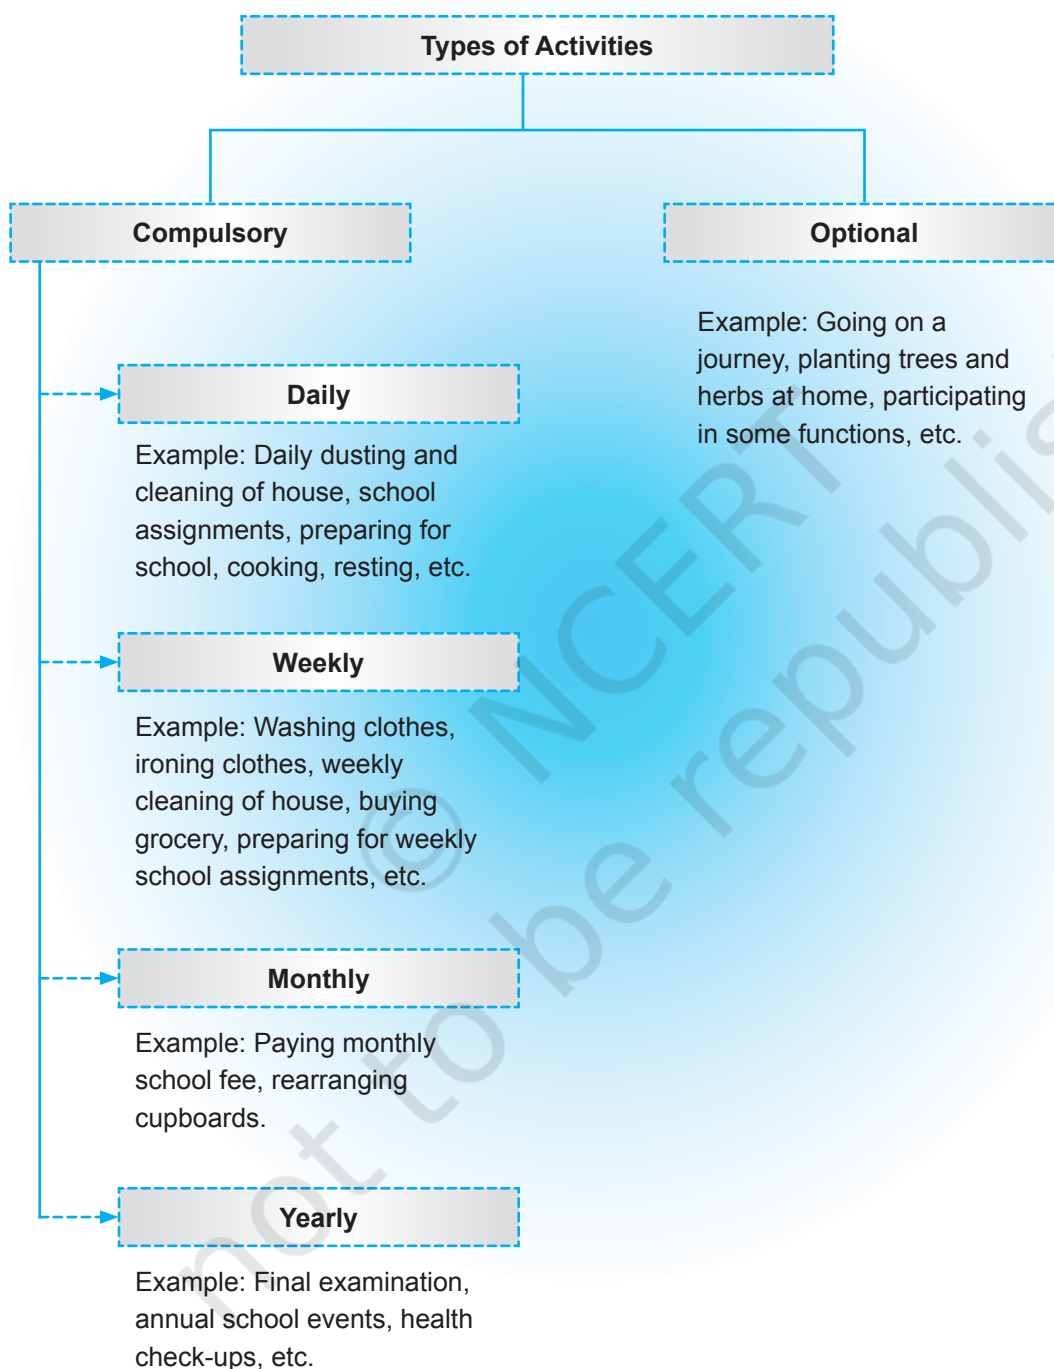 Types of Activities
Compulsory
Optional
Example: Going on a
journey, planting trees and
herbs at home, participating
in some functions, etc.
Daily
Example: Daily dusting and
cleaning of house, school
assignments, preparing for
school, cooking, resting, etc.
Weekly
Example: Washing clothes,
ironing clothes, weekly
cleaning of house, buying
grocery, preparing for weekly
school assignments, etc.
Monthly
Example: Paying monthly
school fee, rearranging
cupboards.
Yearly
Example: Final examination,
annual school events, health
check-ups, etc.
© NCERT
not to be republis